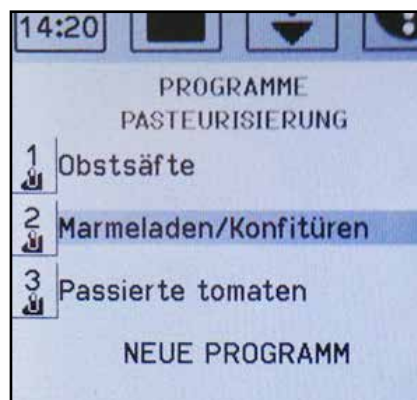 14:20
PROGRAMME
PASTEURISIERUNG
1 Obstsäfte
2 Marmeladen/Konfitüren
3 Passierte tomaten
NEUE PROGRAMM